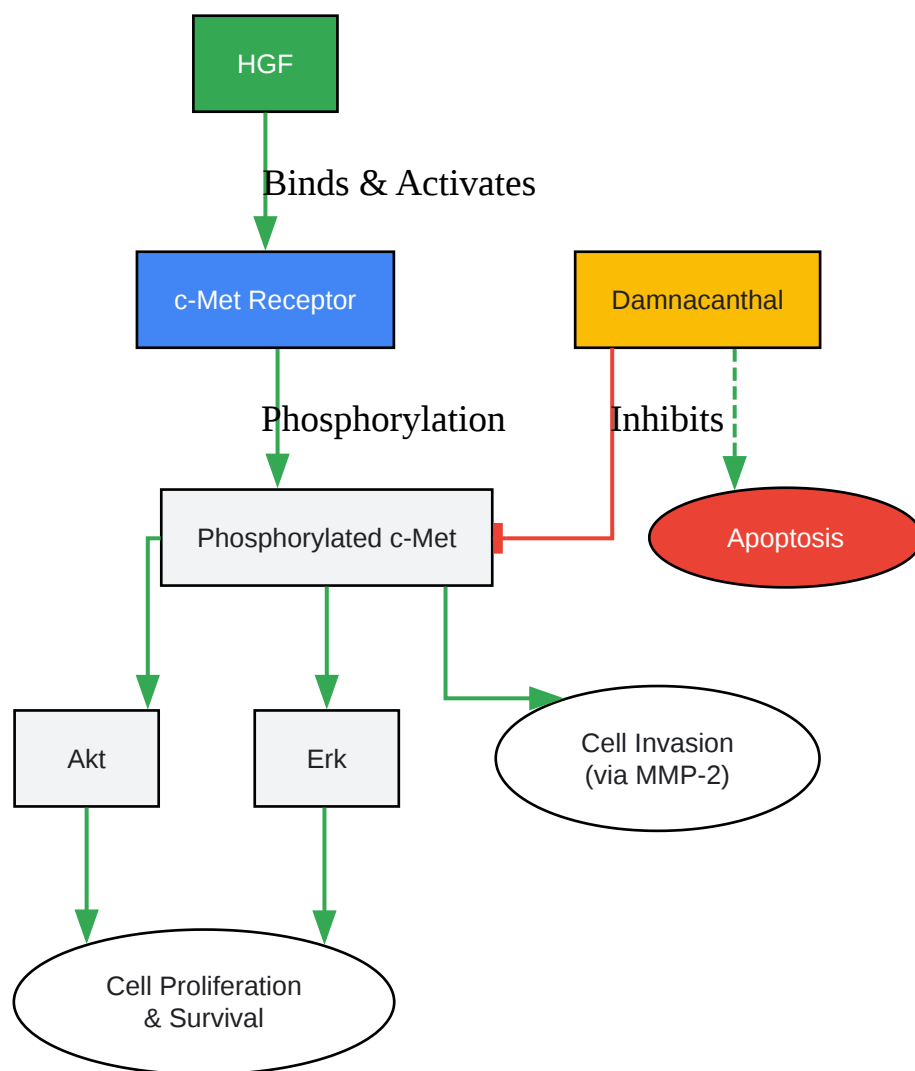 HGF
Binds & Activates
c-Met Receptor
Damnacanthal
Phosphorylation
Inhibits
Phosphorylated c-Met
Apoptosis
Akt
Erk
Cell Invasion
(via MMP-2)
Cell Proliferation
& Survival